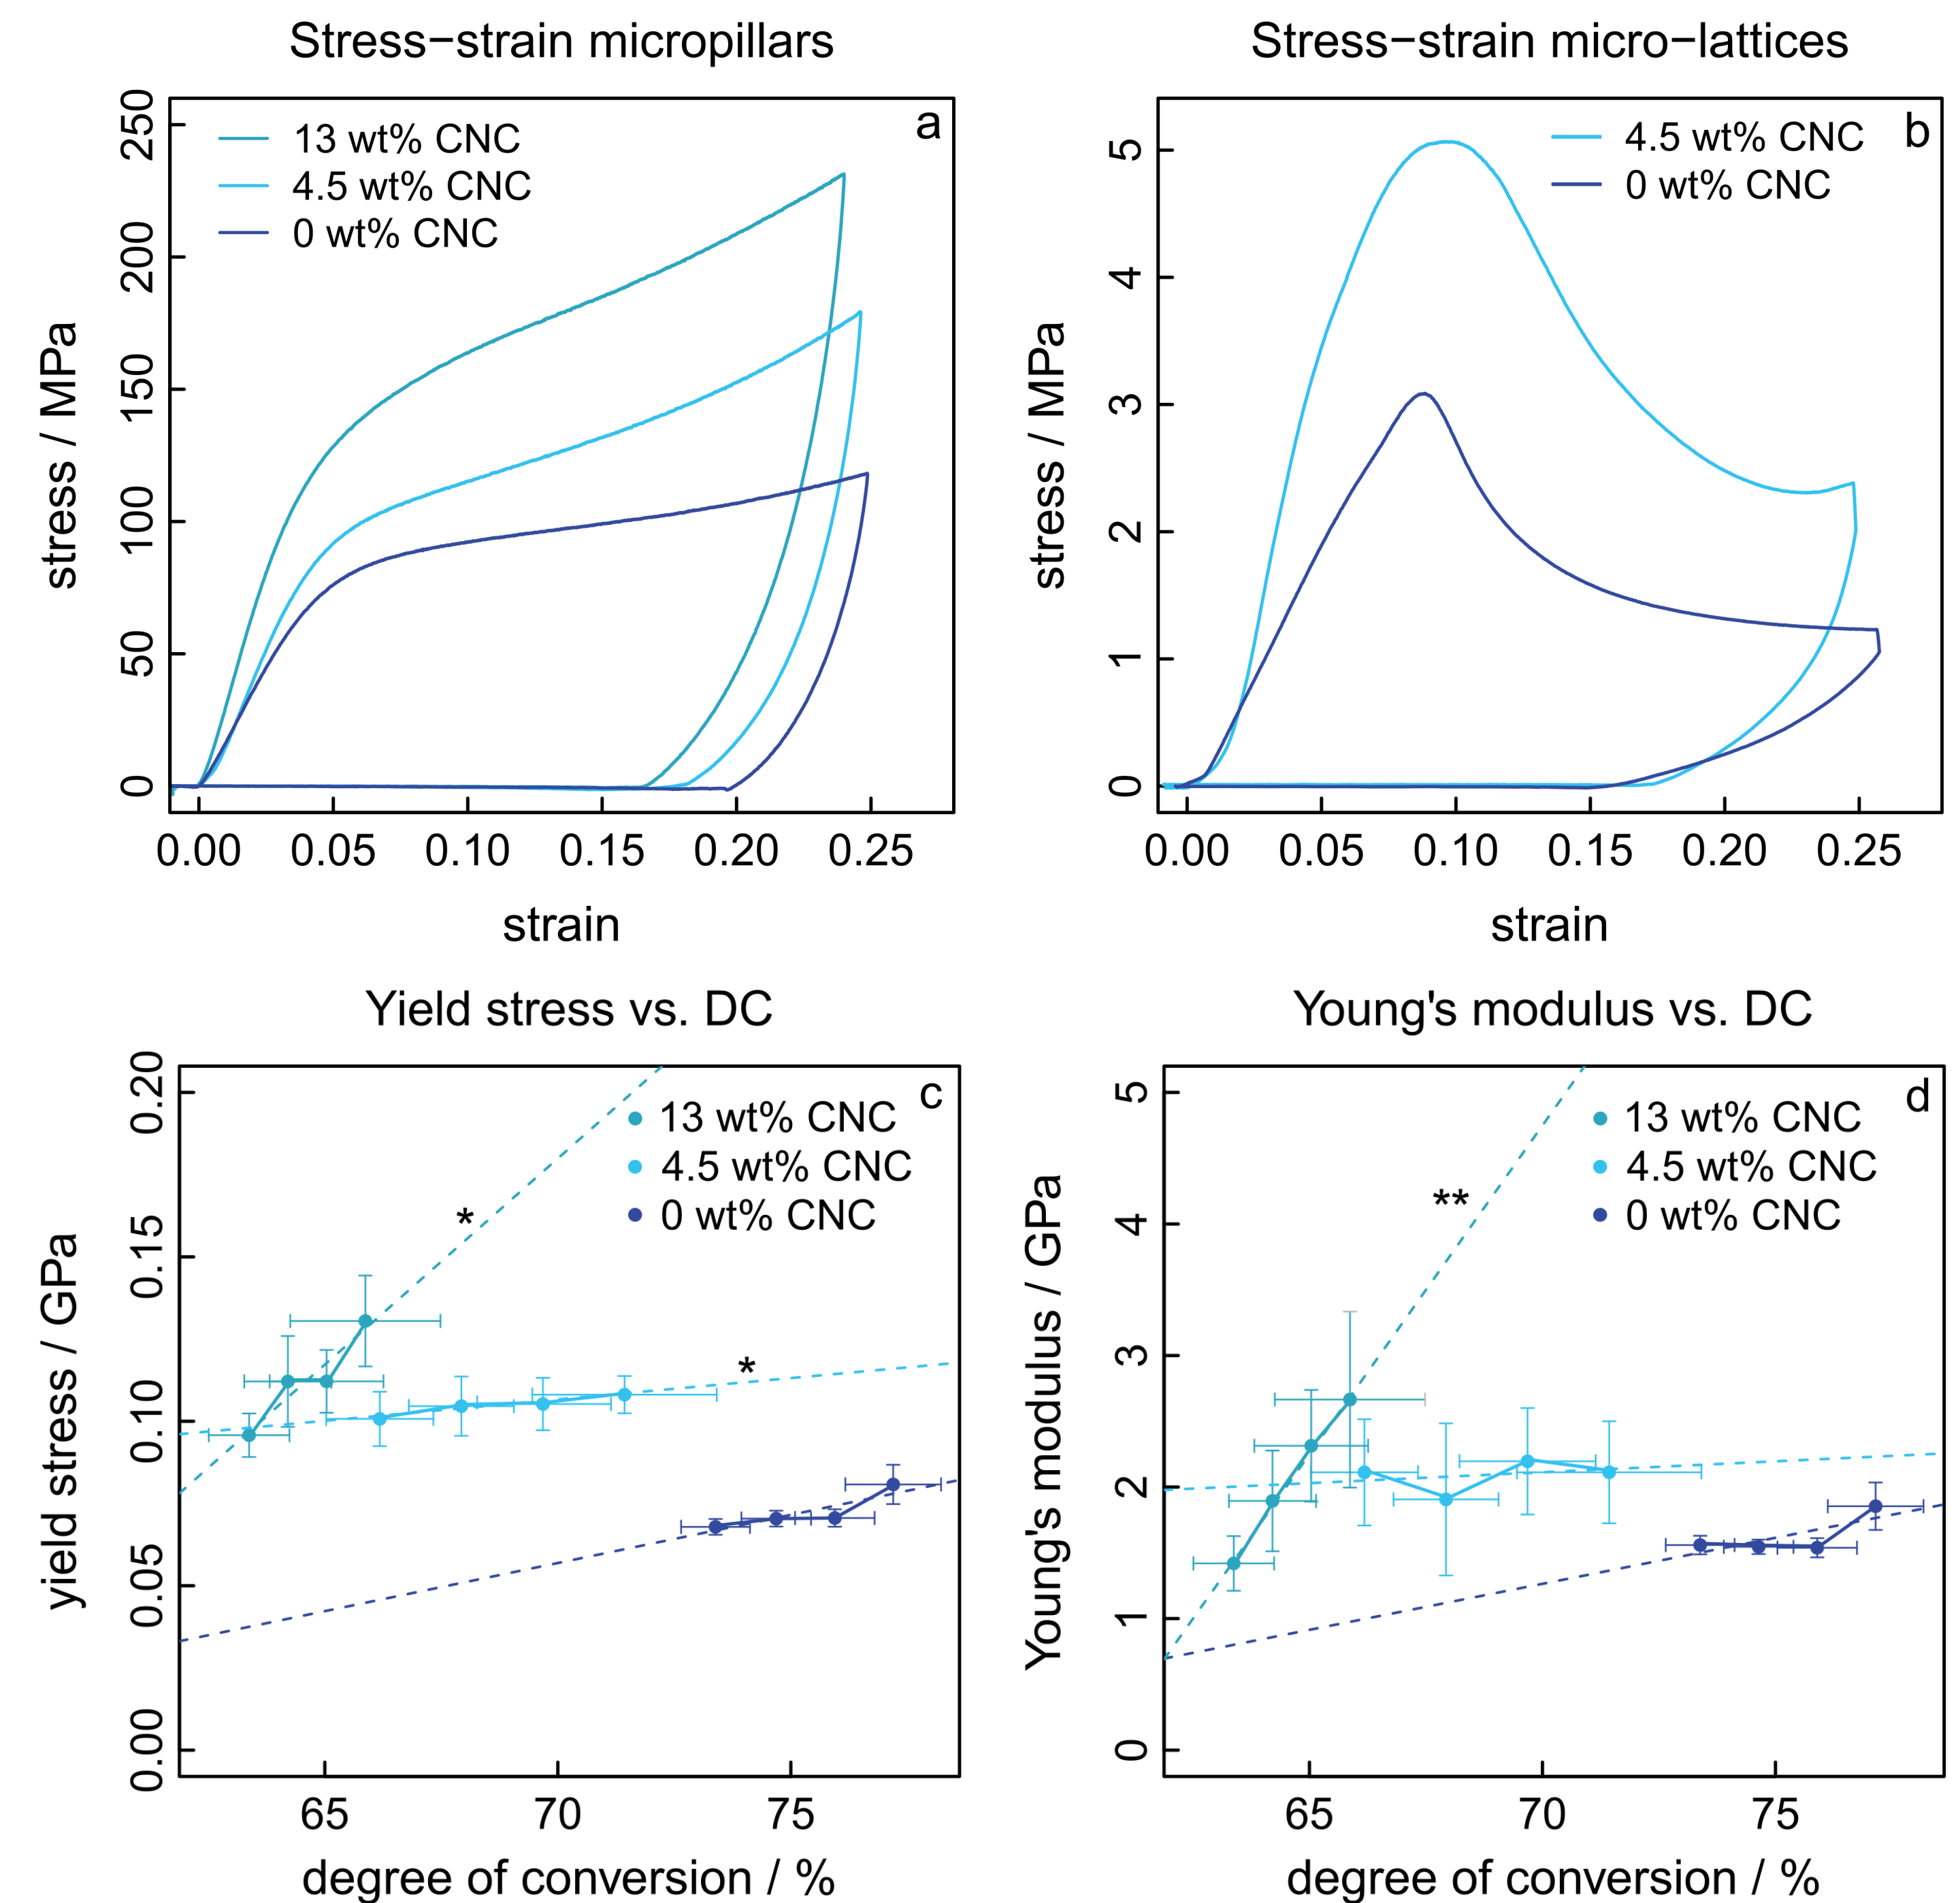 Stress−strain micropillars
a
13 wt% CNC
4.5 wt% CNC
0 wt% CNC
stress / MPa
250
200
150
100
50
0
0.00 0.05 0.10 0.15 0.20 0.25
strain
Stress−strain micro−lattices
b
4.5 wt% CNC
0 wt% CNC
stress / MPa
5
4
3
2
1
0
0.00 0.05 0.10 0.15 0.20 0.25
strain
Yield stress vs. DC
c
13 wt% CNC
4.5 wt% CNC
0 wt% CNC
*
*
yield stress / GPa
0.20
0.15
0.10
0.05
0.00
65 70 75
degree of conversion / %
Young's modulus vs. DC
d
13 wt% CNC
4.5 wt% CNC
0 wt% CNC
**
Young's modulus / GPa
5
4
3
2
1
0
65 70 75
degree of conversion / %